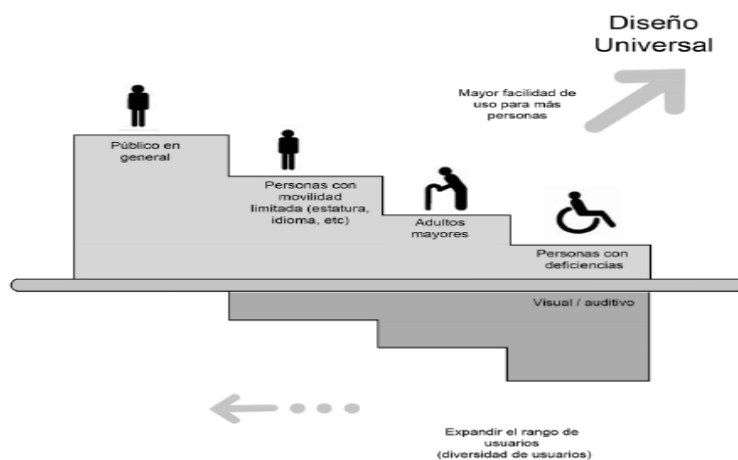 Diseño
Universal
Mayor facilidad de
uso para más
personas
Público en
general
Personas con
movilidad
limitada (estatura,
idioma, etc)
Adultos
mayores
Personas con
deficiencias
Visual / auditivo
Expandir el rango de
usuarios
(diversidad de usuarios)